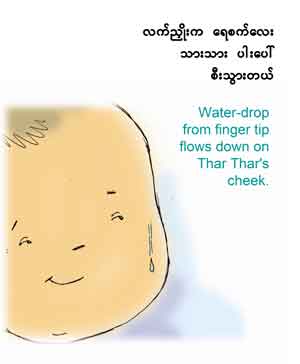 လက်ညှိုးက ရေစက်လေး
သားသား ပါးပေါ်
စီးသွားတယ်
Water-drop
from finger tip
flows down on
Thar Thar's
cheek.